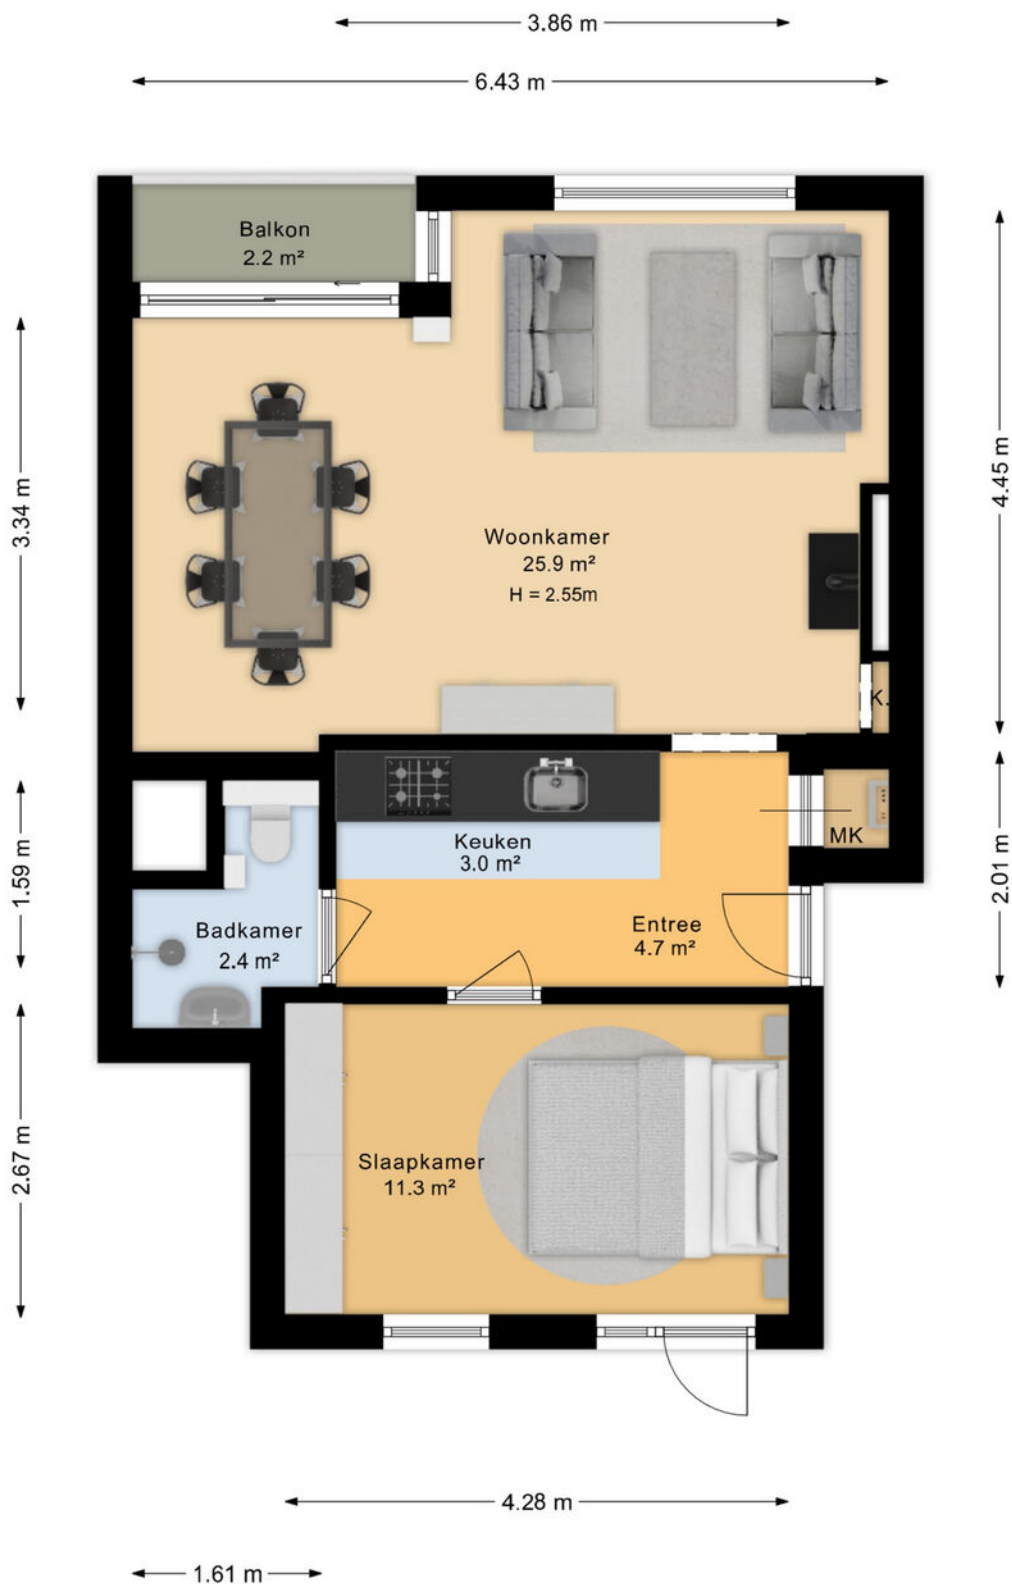 3.86 m
6.43 m
Balkon
2.2 m²
3.34 m
4.45 m
Woonkamer
25.9 m²
H = 2.55m
K.
Keuken
3.0 m²
MK
1.59 m
2.01 m
Badkamer
2.4 m²
Entree
4.7 m²
2.67 m
Slaapkamer
11.3 m²
4.28 m
1.61 m